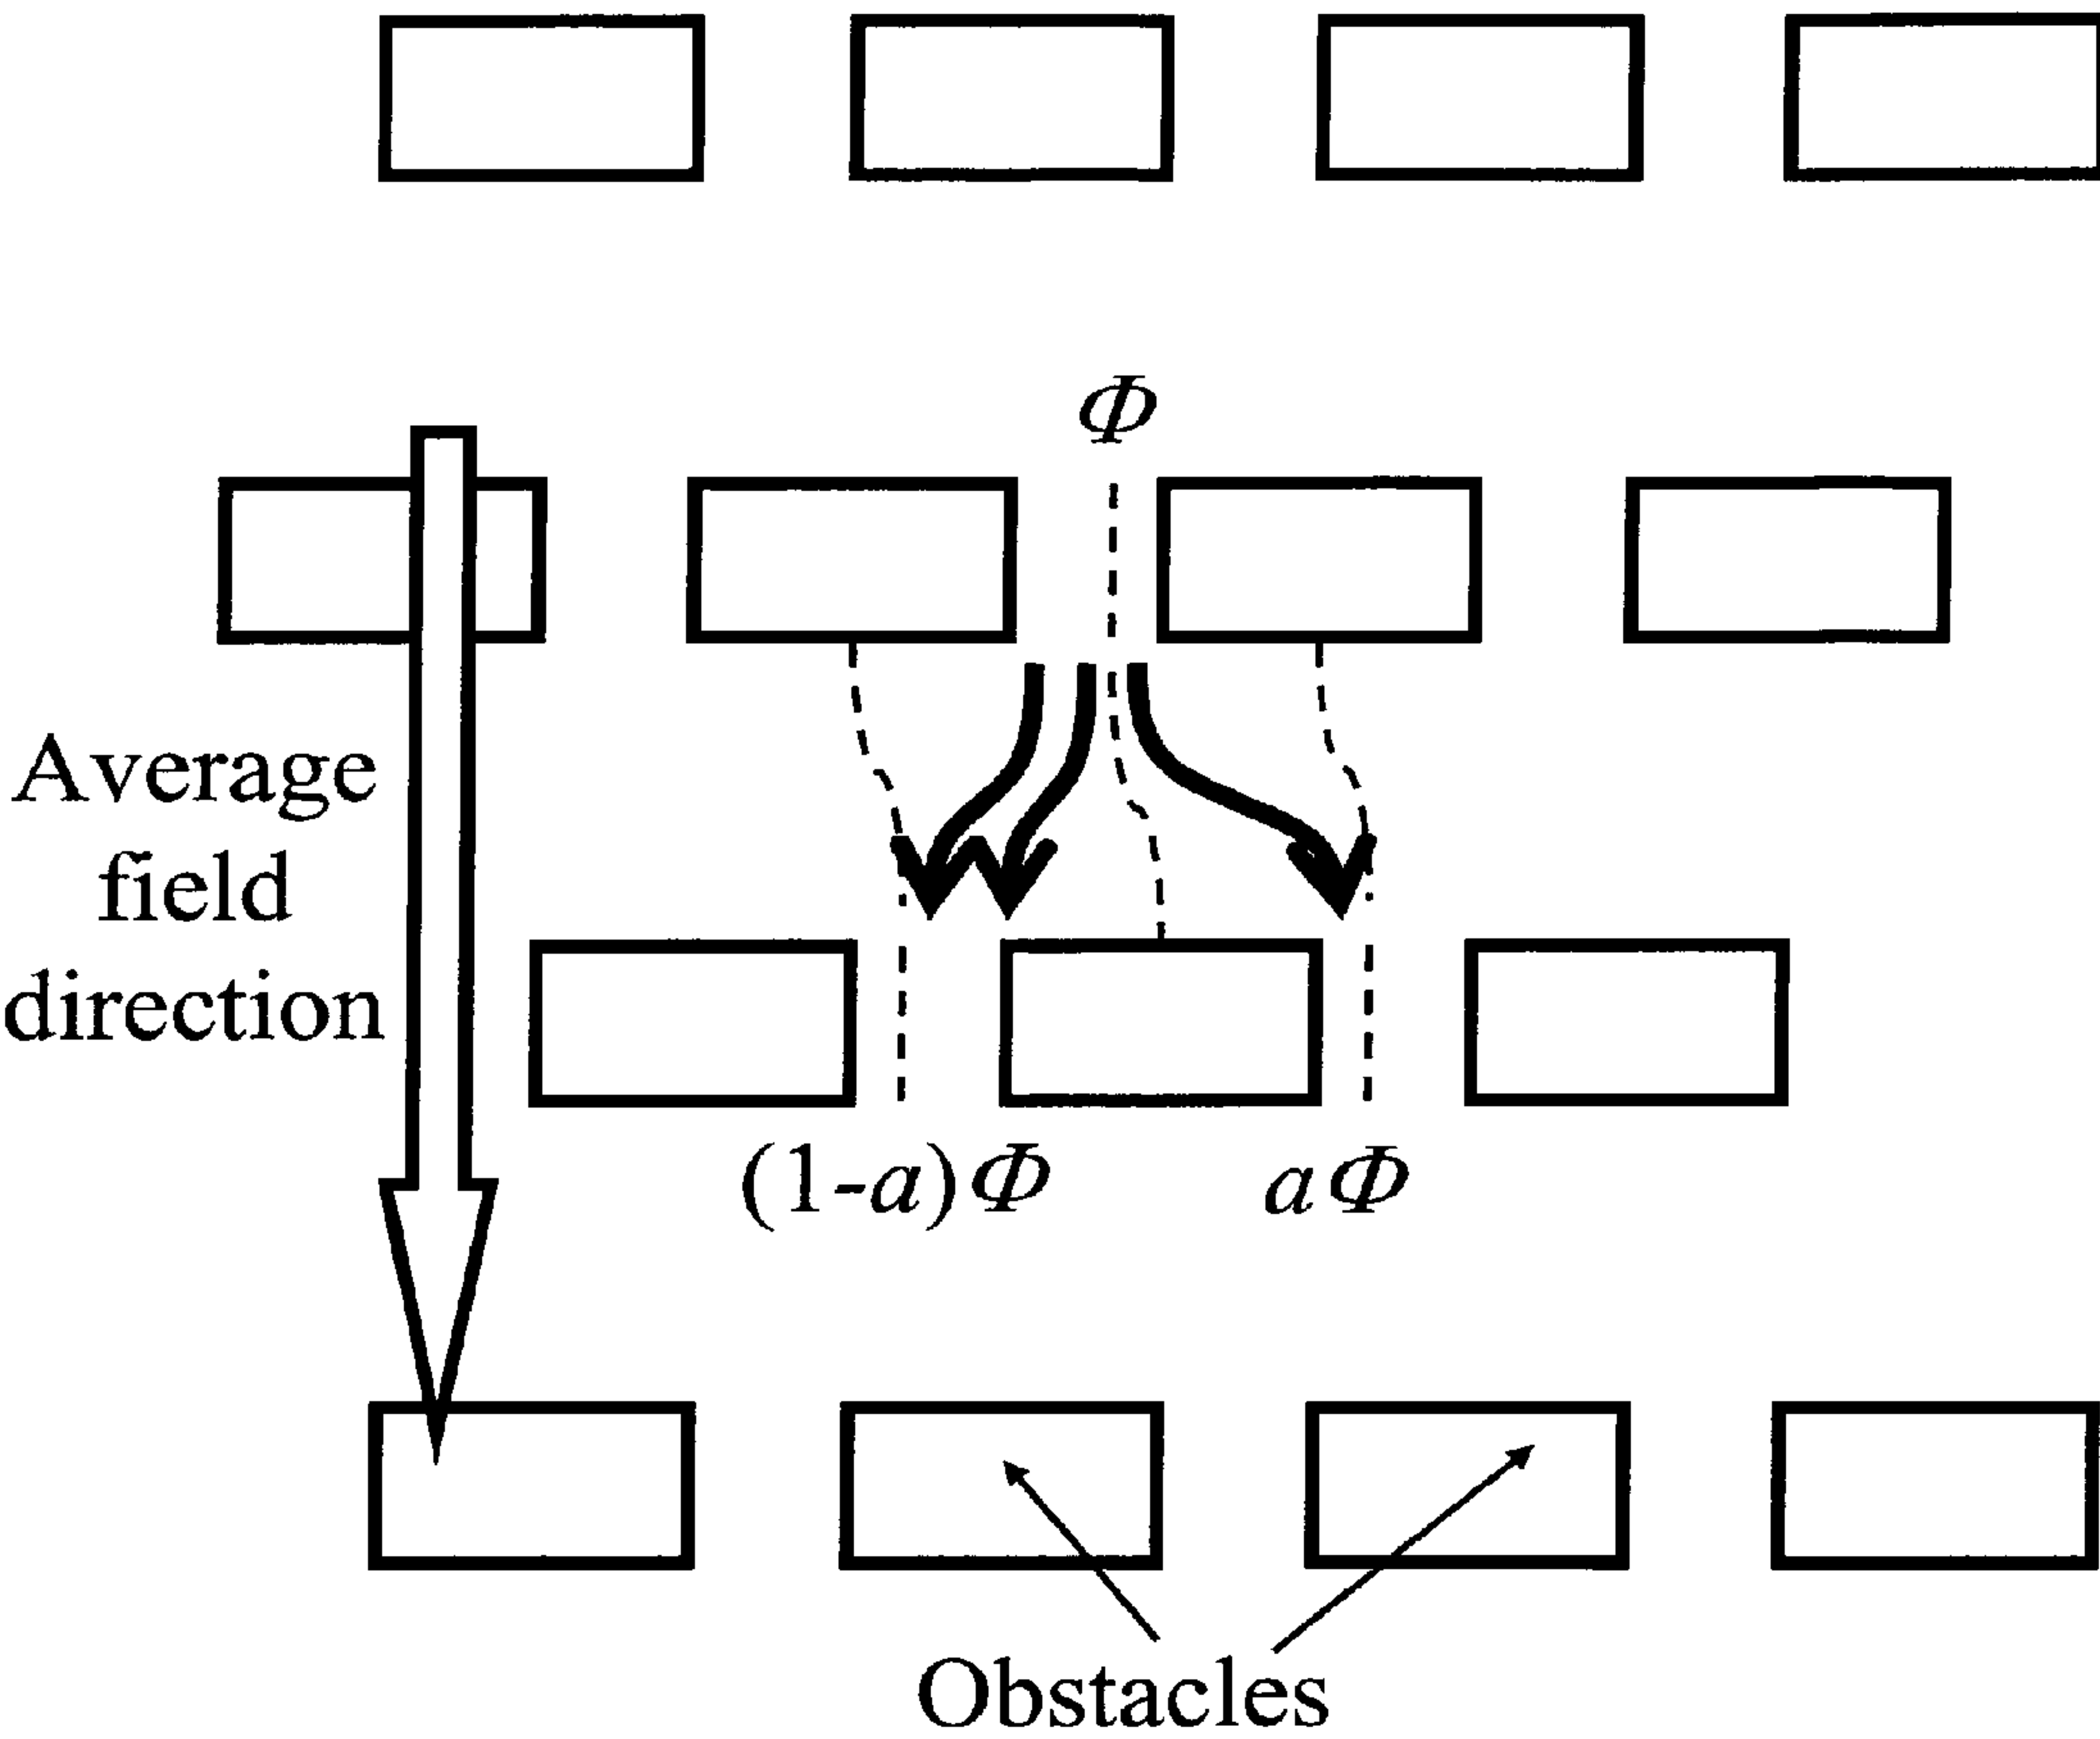 Φ
Average
field
direction
(1-a)Φ
aΦ
Obstacles